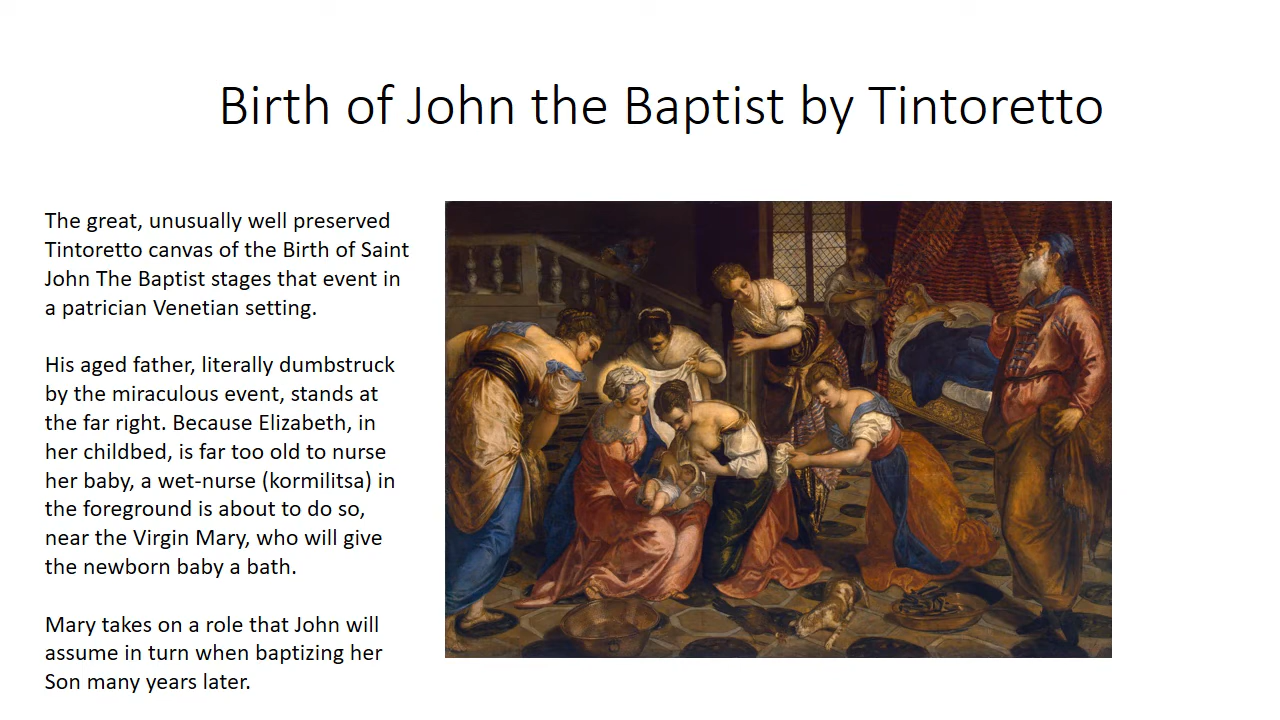 Birth of John the Baptist by Tintoretto
The great, unusually well preserved
Tintoretto canvas of the Birth of Saint
John The Baptist stages that event in
a patrician Venetian setting.
His aged father, literally dumbstruck
by the miraculous event, stands at
the far right. Because Elizabeth, in
her childbed, is far too old to nurse
her baby, a wet-nurse (kormilitsa) in
the foreground is about to do so,
near the Virgin Mary, who will give
the newborn baby a bath.
Mary takes on a role that John will
assume in turn when baptizing her
Son many years later.